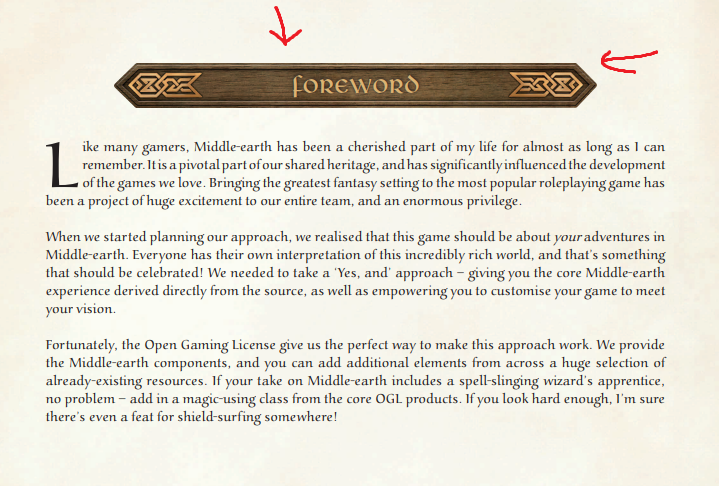 FOREWORD
Like many gamers, Middle-earth has been a cherished part of my life for almost as long as I can
remember. It is a pivotal part of our shared heritage, and has significantly influenced the development
of the games we love. Bringing the greatest fantasy setting to the most popular roleplaying game has
been a project of huge excitement to our entire team, and an enormous privilege.
When we started planning our approach, we realised that this game should be about your adventures in
Middle-earth. Everyone has their own interpretation of this incredibly rich world, and that's something
that should be celebrated! We needed to take a 'Yes, and' approach – giving you the core Middle-earth
experience derived directly from the source, as well as empowering you to customise your game to meet
your vision.
Fortunately, the Open Gaming License give us the perfect way to make this approach work. We provide
the Middle-earth components, and you can add additional elements from across a huge selection of
already-existing resources. If your take on Middle-earth includes a spell-slinging wizard's apprentice,
no problem – add in a magic-using class from the core OGL products. If you look hard enough, I'm sure
there's even a feat for shield-surfing somewhere!